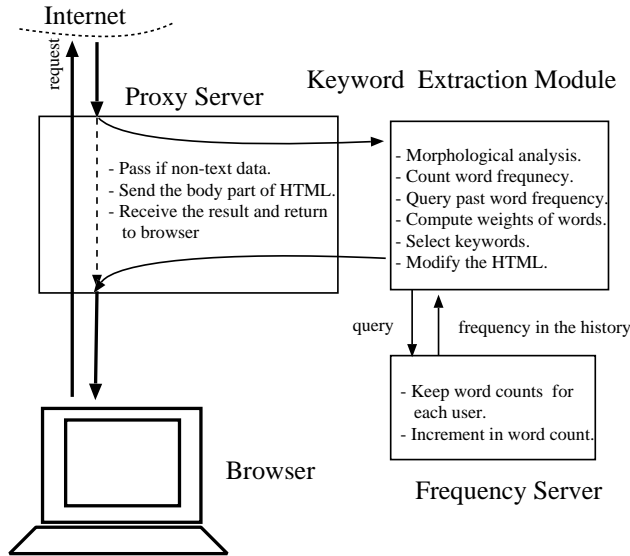 Internet
request
Proxy Server
- Pass if non-text data.
- Send the body part of HTML.
- Receive the result and return
to browser
Keyword Extraction Module
- Morphological analysis.
- Count word frequnecy.
- Query past word frequency.
- Compute weights of words.
- Select keywords.
- Modify the HTML.
query
frequency in the history
- Keep word counts for
each user.
- Increment in word count.
Browser
Frequency Server